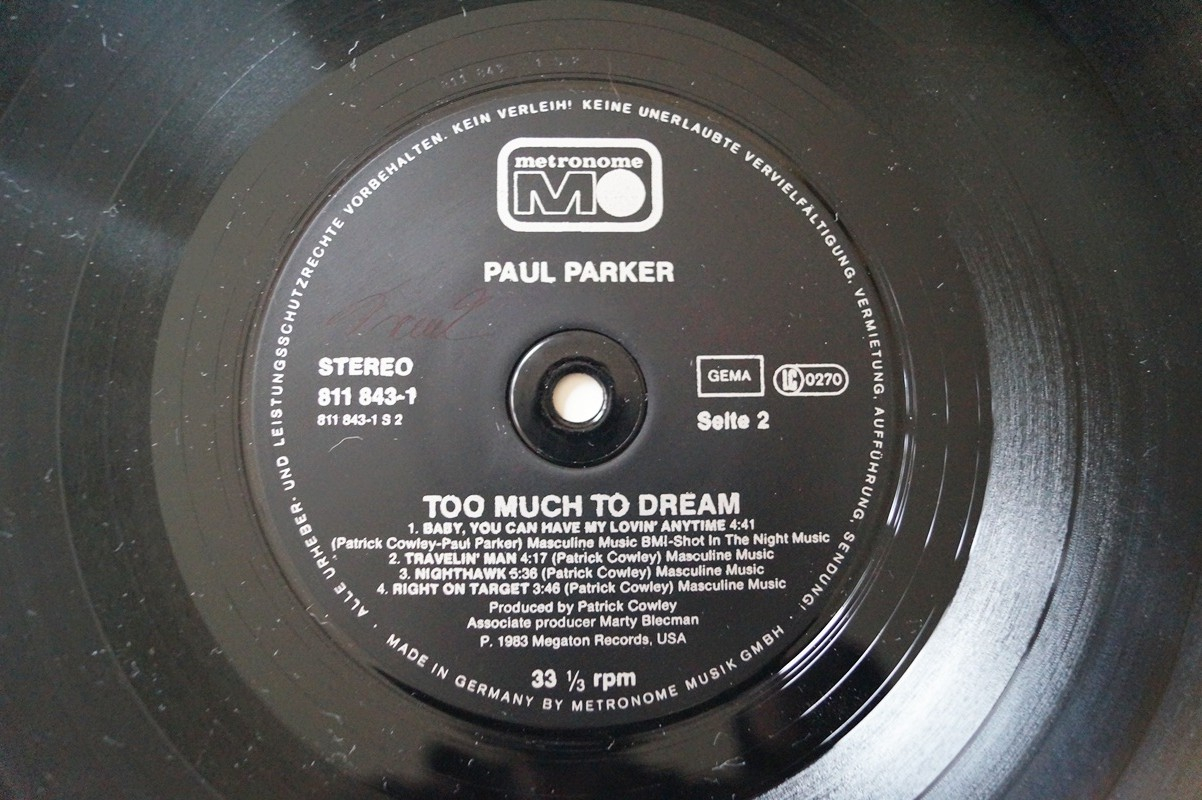 ALLE URHEBER- UND LEISTUNGSSCHUTZRECHTE VORBEHALTEN. KEIN VERLEIH! KEINE UNERLAUBTE VERVIELFÄLTIGUNG, VERMIETUNG, AUFFÜHRUNG, SENDUNG!
metronome
MO
PAUL PARKER
STEREO
811 843-1
811 843-1 S 2
GEMA
LC 0270
Seite 2
TOO MUCH TO DREAM
1. BABY, YOU CAN HAVE MY LOVIN' ANYTIME 4:41
(Patrick Cowley-Paul Parker) Masculine Music BMI-Shot In The Night Music
2. TRAVELIN' MAN 4:17 (Patrick Cowley) Masculine Music
3. NIGHTHAWK 5:36 (Patrick Cowley) Masculine Music
4. RIGHT ON TARGET 3:46 (Patrick Cowley) Masculine Music
Produced by Patrick Cowley
Associate producer Marty Blecman
P. 1983 Megaton Records, USA
33 ⅓ rpm
· MADE IN GERMANY BY METRONOME MUSIK GMBH ·